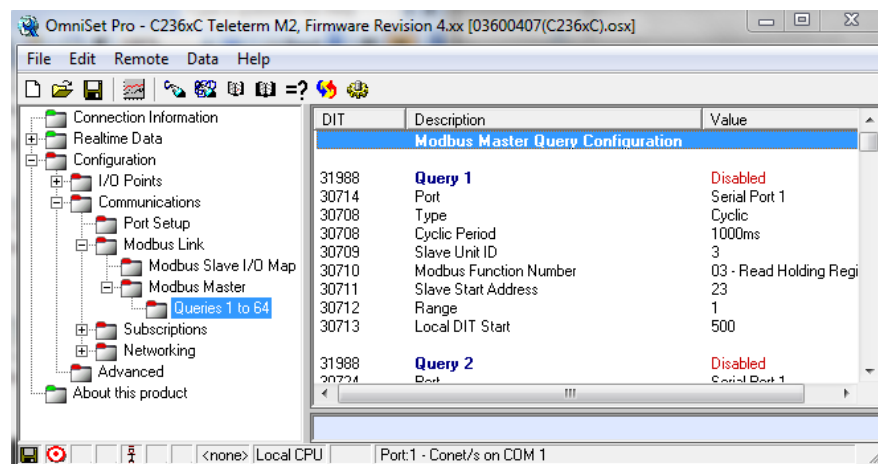 OmniSet Pro - C236xC Teleterm M2, Firmware Revision 4.xx [03600407(C236xC).osx]
File Edit Remote Data Help
=?
Connection Information
Realtime Data
Configuration
I/O Points
Communications
Port Setup
Modbus Link
Modbus Slave I/O Map
Modbus Master
Queries 1 to 64
Subscriptions
Networking
Advanced
About this product
DIT Description Value
Modbus Master Query Configuration
31988 Query 1 Disabled
30714 Port Serial Port 1
30708 Type Cyclic
30708 Cyclic Period 1000ms
30709 Slave Unit ID 3
30710 Modbus Function Number 03 - Read Holding Regi
30711 Slave Start Address 23
30712 Range 1
30713 Local DIT Start 500
31988 Query 2 Disabled
30724 Port Serial Port 1
<none> Local CPU Port:1 - Conet/s on COM 1